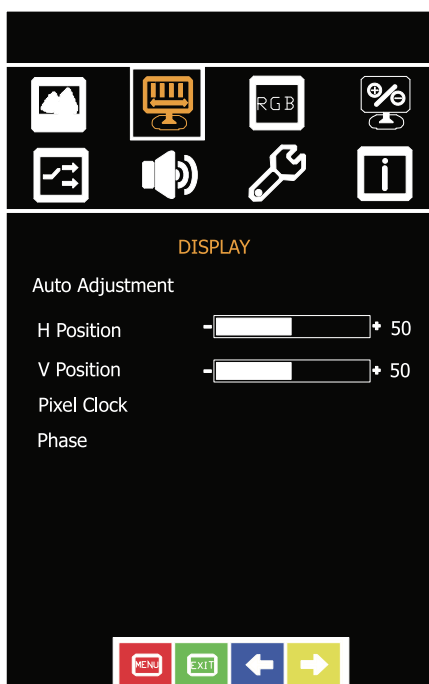 RGB
DISPLAY
Auto Adjustment
H Position - + 50
V Position - + 50
Pixel Clock
Phase
MENU EXIT